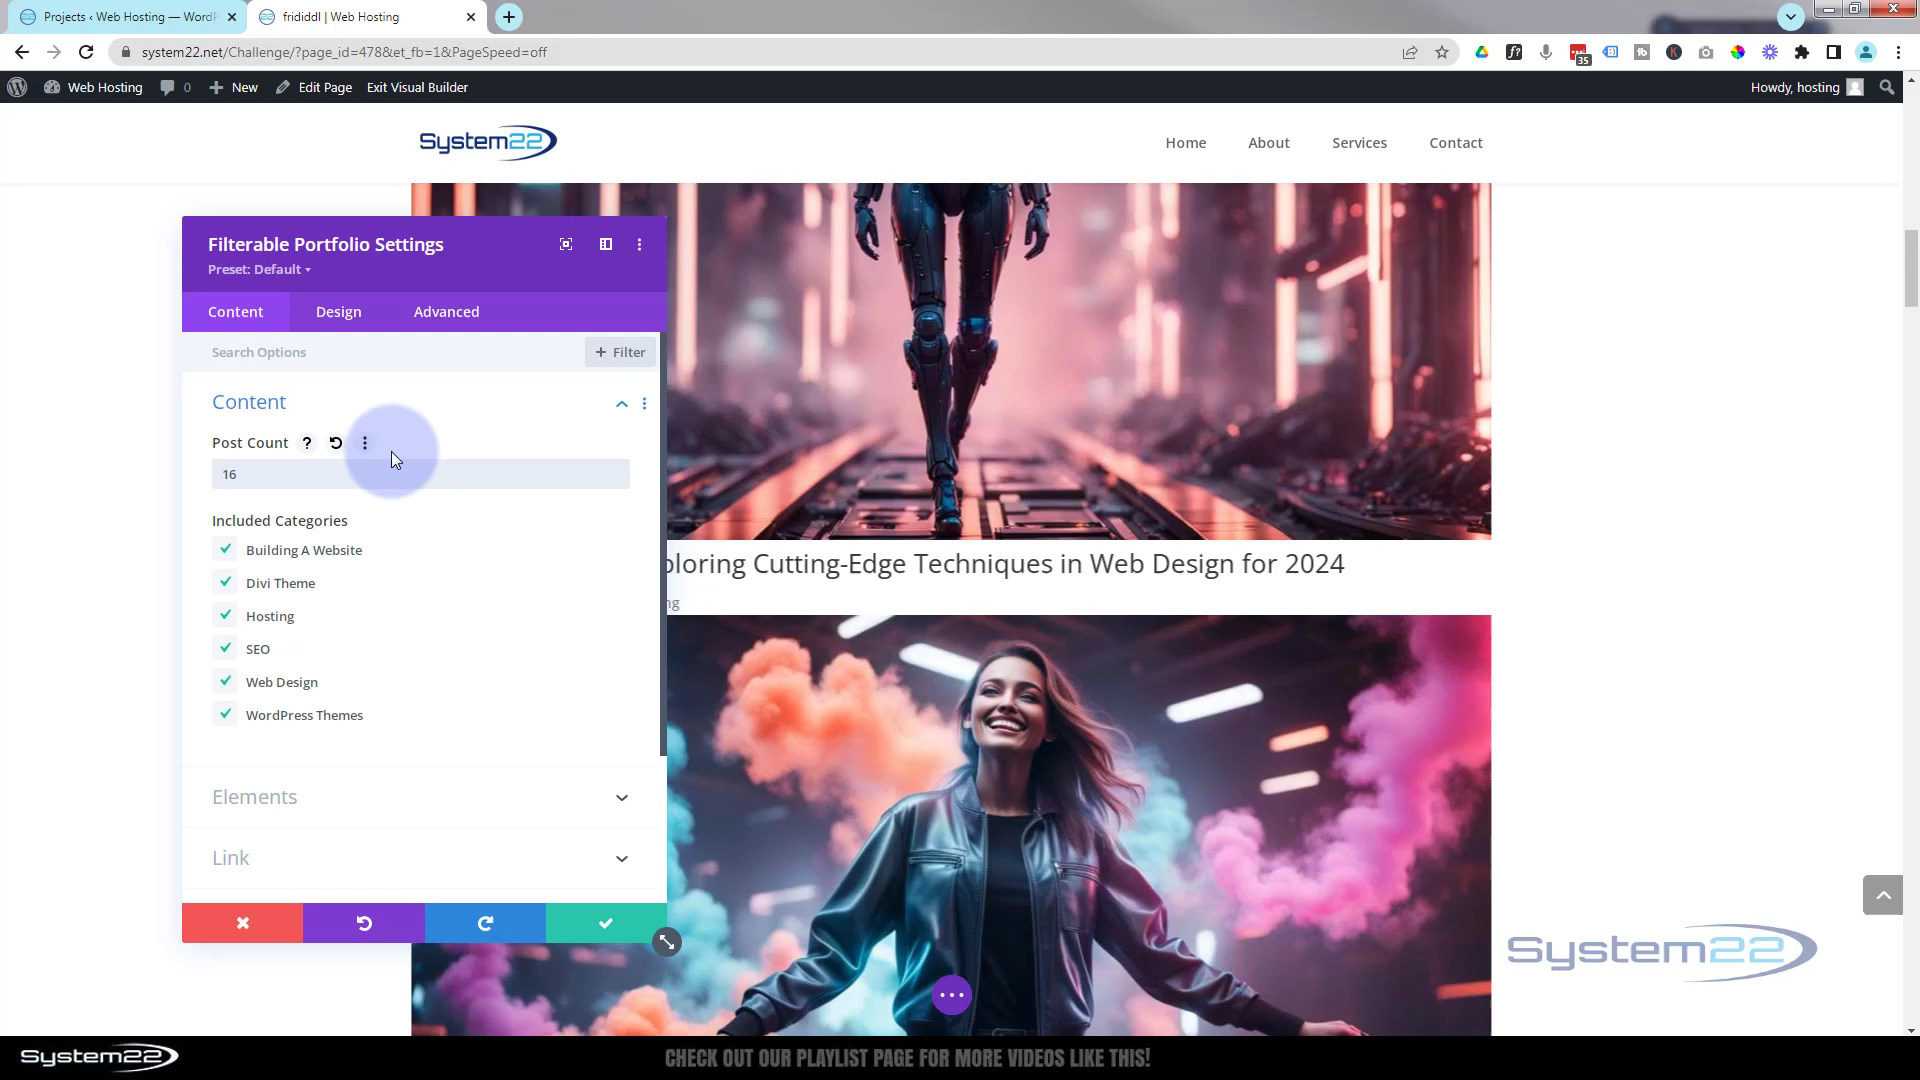 Projects ‹ Web Hosting — WordP
frididdl | Web Hosting
system22.net/Challenge/?page_id=478&et_fb=1&PageSpeed=off
35
Web Hosting
0
New
Edit Page
Exit Visual Builder
Howdy, hosting
System22
Home
About
Services
Contact
Filterable Portfolio Settings
Preset: Default
Content
Design
Advanced
Search Options
+ Filter
Content
Post Count
?
16
Included Categories
Building A Website
Divi Theme
Hosting
SEO
Web Design
WordPress Themes
Elements
Link
ploring Cutting-Edge Techniques in Web Design for 2024
ng
System22
System22
CHECK OUT OUR PLAYLIST PAGE FOR MORE VIDEOS LIKE THIS!